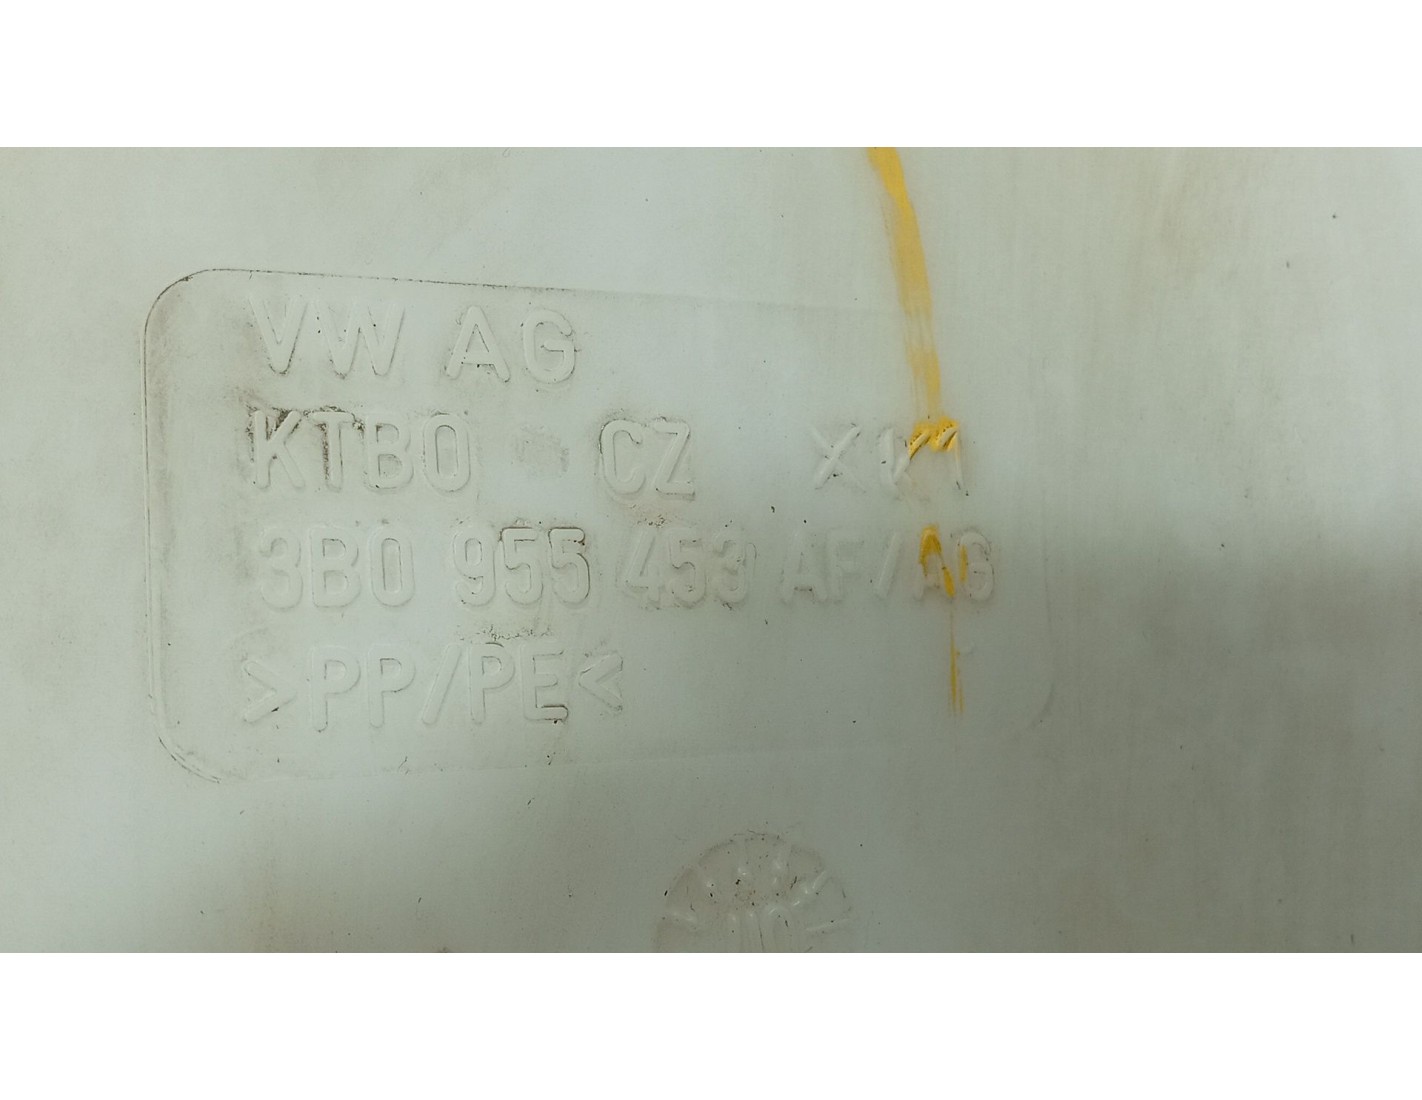 VW AG
KTBO CZ
3B0 955 453 AF/AG
>PP/PE<